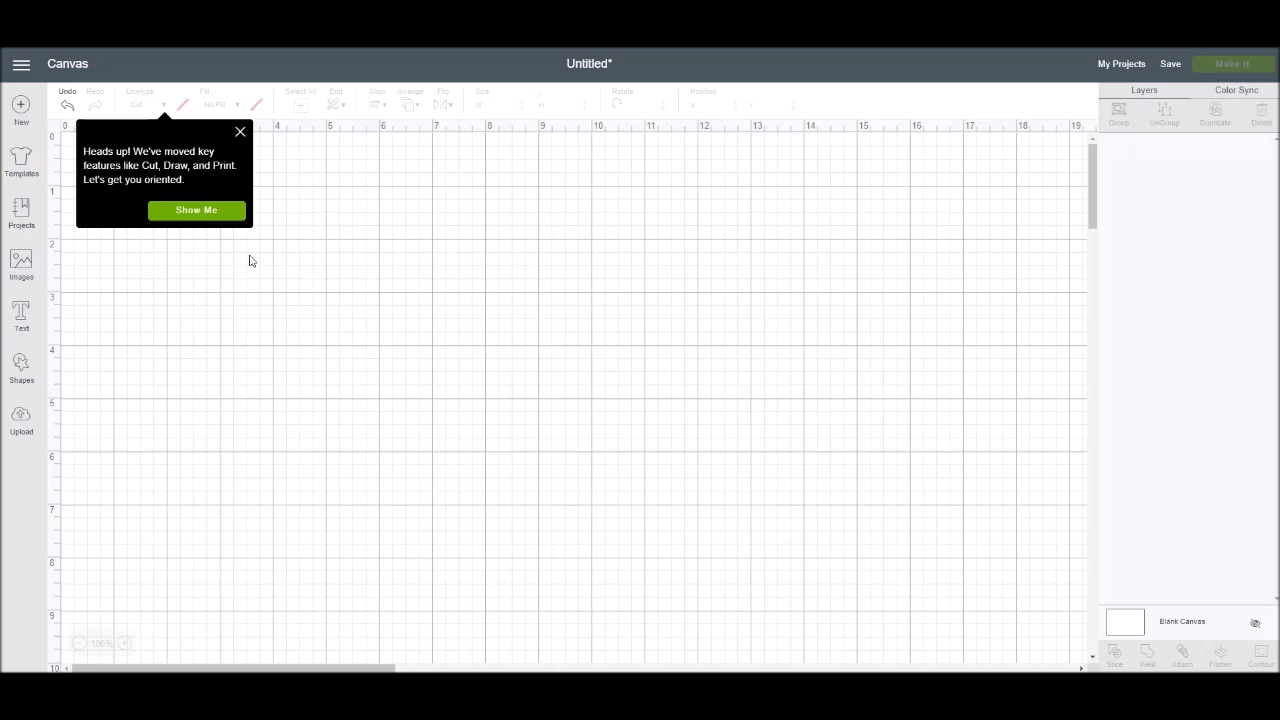 Canvas
Untitled*
My Projects
Save
Make It
Undo
Redo
Linetype
Fill
Select All
Edit
Align
Arrange
Flip
Size
Rotate
Position
Cut
No Fill
W
H
X
Y
Layers
Color Sync
Group
UnGroup
Duplicate
Delete
0 4 5 6 7 8 9 10 11 12 13 14 15 16 17 18 19
0
1
2
3
4
5
6
7
8
9
10
Heads up! We've moved key
features like Cut, Draw, and Print.
Let's get you oriented.
Show Me
New
Templates
Projects
Images
Text
Shapes
Upload
100%
Blank Canvas
Slice
Weld
Attach
Flatten
Contour